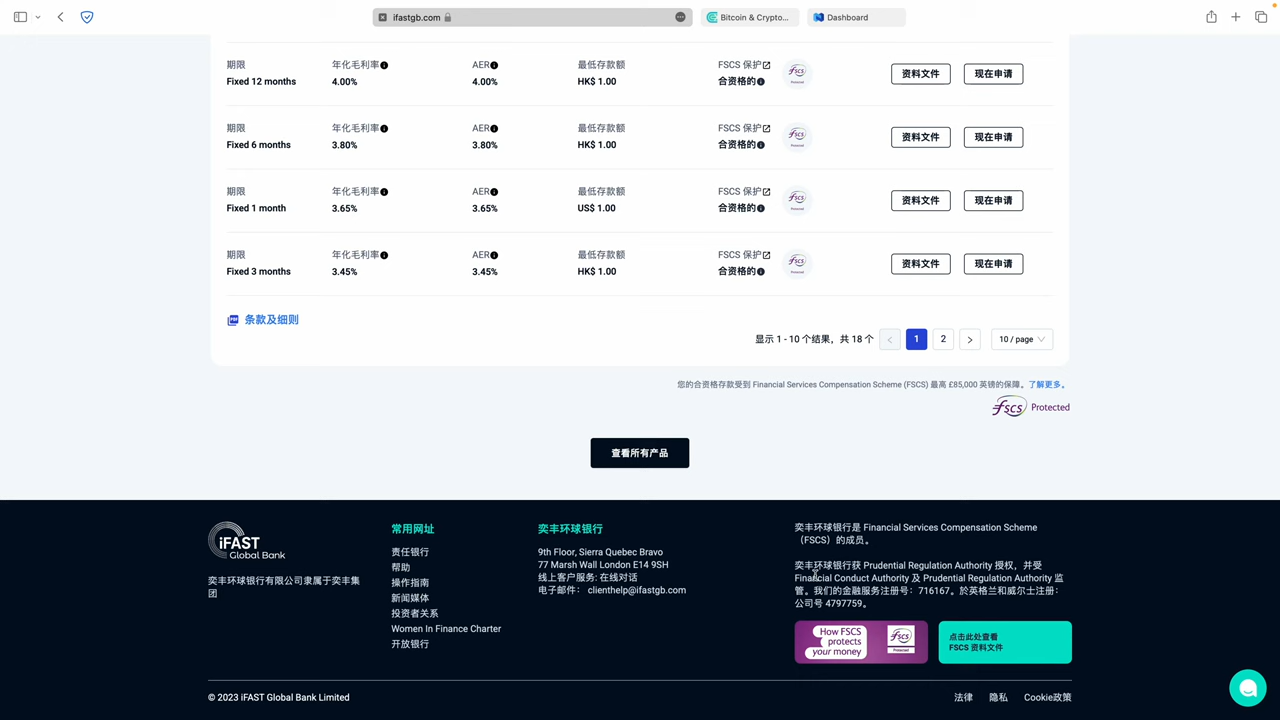 ifastgb.com
Bitcoin & Crypto...
Dashboard
期限 年化毛利率 AER 最低存款额 FSCS 保护
Fixed 12 months 4.00% 4.00% HK$ 1.00 合资格的
FSCS Protected
资料文件 现在申请
期限 年化毛利率 AER 最低存款额 FSCS 保护
Fixed 6 months 3.80% 3.80% HK$ 1.00 合资格的
FSCS Protected
资料文件 现在申请
期限 年化毛利率 AER 最低存款额 FSCS 保护
Fixed 1 month 3.65% 3.65% US$ 1.00 合资格的
FSCS Protected
资料文件 现在申请
期限 年化毛利率 AER 最低存款额 FSCS 保护
Fixed 3 months 3.45% 3.45% HK$ 1.00 合资格的
FSCS Protected
资料文件 现在申请
条款及细则
显示 1 - 10 个结果，共 18 个 < 1 2 > 10 / page
您的合资格存款受到 Financial Services Compensation Scheme (FSCS) 最高 £85,000 英镑的保障。了解更多。
FSCS Protected
查看所有产品
iFAST
Global Bank
奕丰环球银行有限公司隶属于奕丰集
团
常用网址
责任银行
帮助
操作指南
新闻媒体
投资者关系
Women In Finance Charter
开放银行
奕丰环球银行
9th Floor, Sierra Quebec Bravo
77 Marsh Wall London E14 9SH
线上客户服务: 在线对话
电子邮件： clienthelp@ifastgb.com
奕丰环球银行是 Financial Services Compensation Scheme
（FSCS）的成员。
奕丰环球银行获 Prudential Regulation Authority 授权，并受
Financial Conduct Authority 及 Prudential Regulation Authority 监
管。我们的金融服务注册号：716167。於英格兰和威尔士注册：
公司号 4797759。
How FSCS
protects
your money
FSCS
Protected
点击此处查看
FSCS 资料文件
© 2023 iFAST Global Bank Limited
法律 隐私 Cookie政策